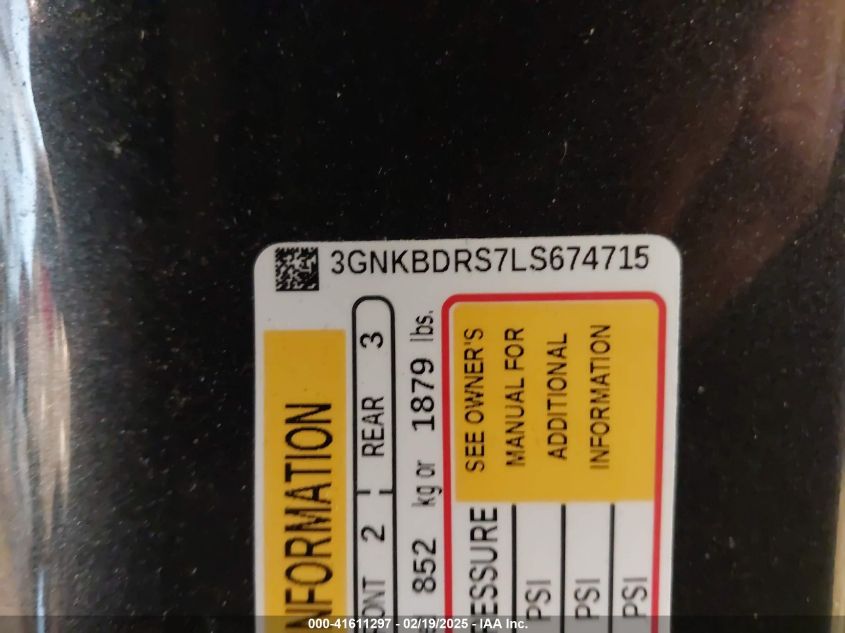 3GNKBDRS7LS674715
NFORMATION
ONT 2 REAR 3
852 kg or 1879 lbs.
ESSURE
SEE OWNER'S
MANUAL FOR
ADDITIONAL
INFORMATION
PSI
PSI
PSI
000-41611297 - 02/19/2025 - IAA Inc.